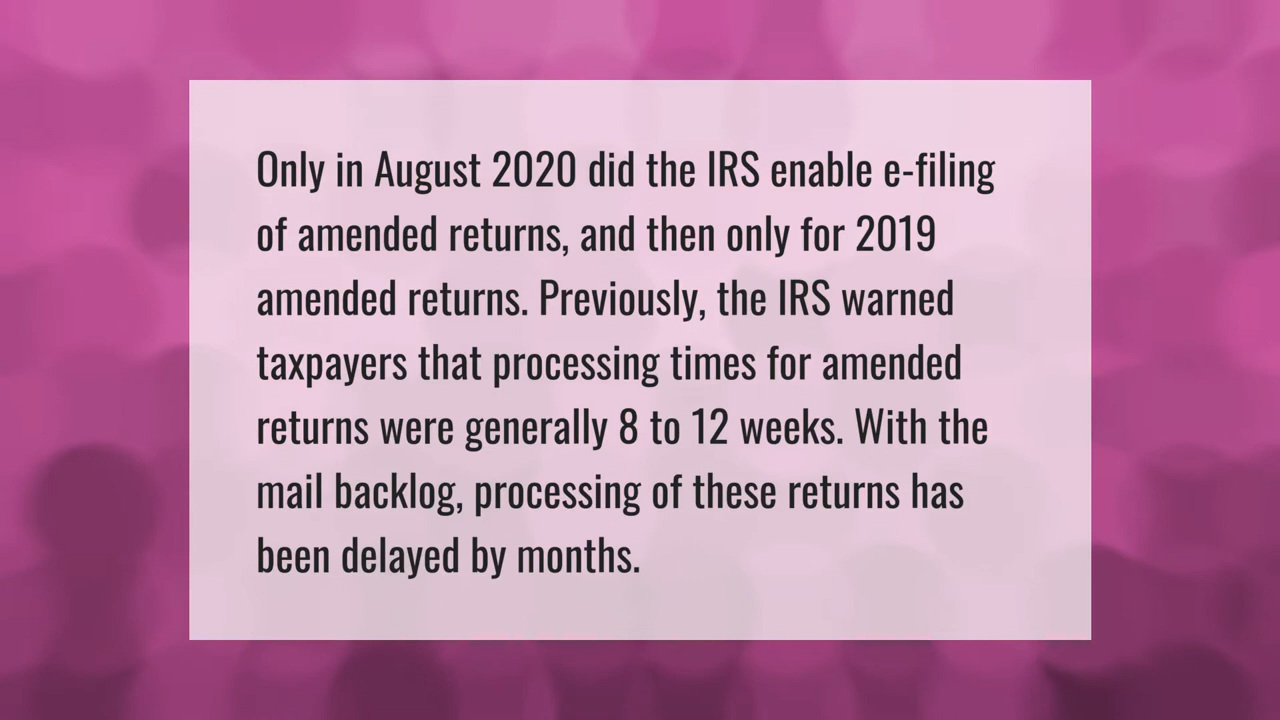 Only in August 2020 did the IRS enable e-filing
of amended returns, and then only for 2019
amended returns. Previously, the IRS warned
taxpayers that processing times for amended
returns were generally 8 to 12 weeks. With the
mail backlog, processing of these returns has
been delayed by months.